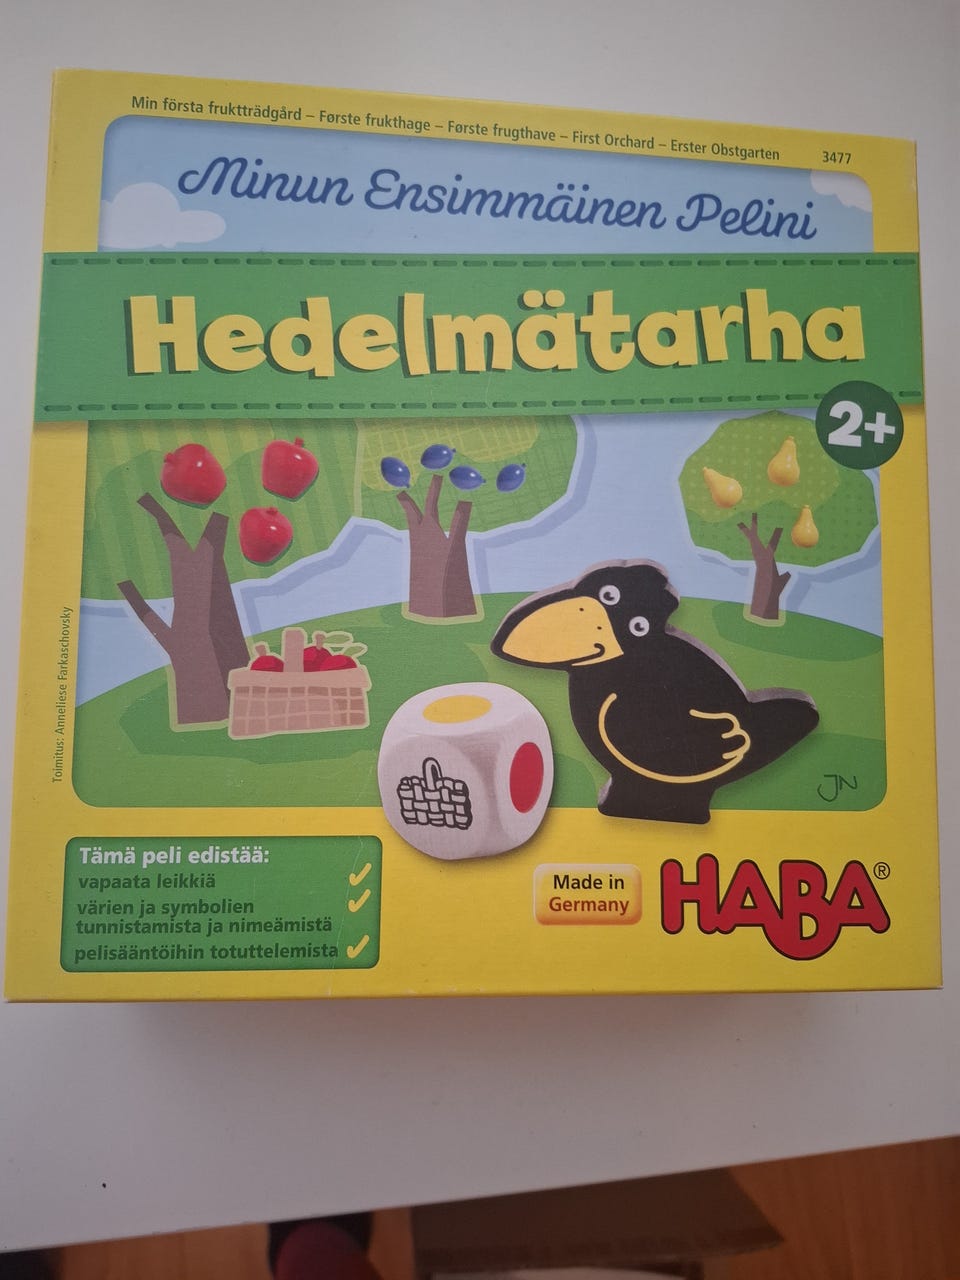 Min första fruktträdgård – Første frukthage – Første frugthave – First Orchard – Erster Obstgarten
3477
Minun Ensimmäinen Pelini
Hedelmätarha
2+
Toimitus: Anneliese Farkaschovsky
JN
Tämä peli edistää:
vapaata leikkiä
värien ja symbolien
tunnistamista ja nimeämistä
pelisääntöihin totuttelemista
Made in
Germany
HABA®